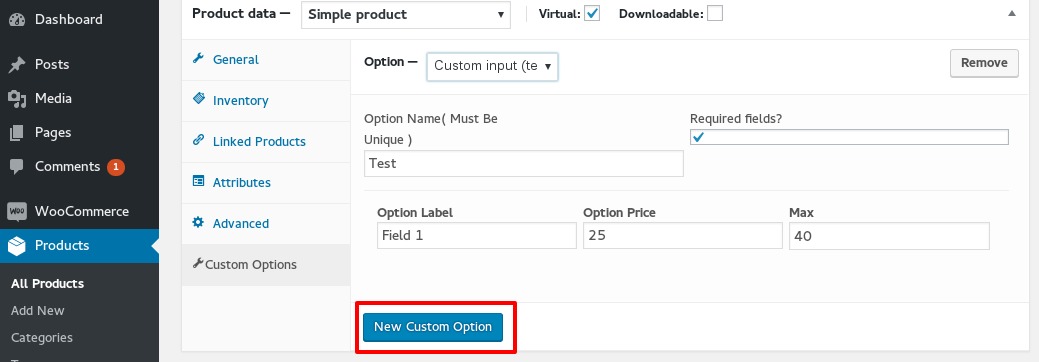 Dashboard
Posts
Media
Pages
Comments 1
WOO WooCommerce
Products
All Products
Add New
Categories
Product data — Simple product Virtual: Downloadable:
General
Inventory
Linked Products
Attributes
Advanced
Custom Options
Option — Custom input (te Remove
Option Name( Must Be
Unique )
Required fields?
Test
Option Label Option Price Max
Field 1 25 40
New Custom Option